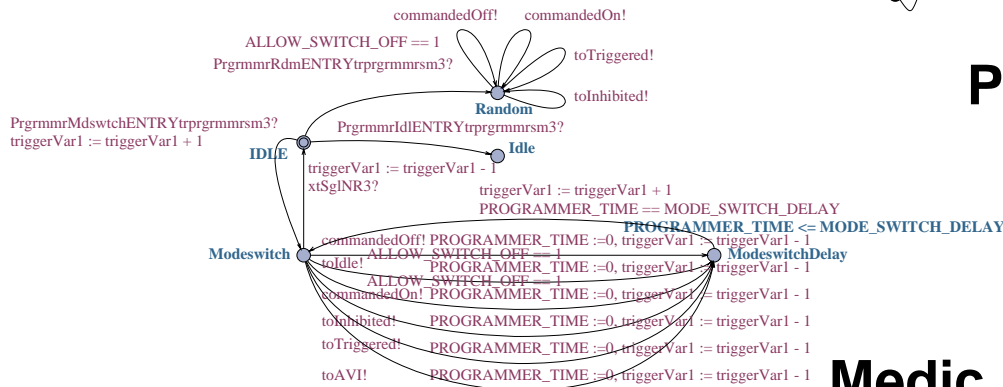 commandedOff! commandedOn!
ALLOW_SWITCH_OFF == 1
toTriggered!
PrgrmmrRdmENTRYtrprgrmmrsm3?
P
toInhibited!
Random
PrgrmmrMdswtchENTRYtrprgrmmrsm3?
PrgrmmrIdlENTRYtrprgrmmrsm3?
triggerVar1 := triggerVar1 + 1
IDLE
Idle
triggerVar1 := triggerVar1 - 1
xtSglNR3?
triggerVar1 := triggerVar1 + 1
PROGRAMMER_TIME == MODE_SWITCH_DELAY
PROGRAMMER_TIME <= MODE_SWITCH_DELAY
commandedOff! PROGRAMMER_TIME :=0, triggerVar1 := triggerVar1 - 1
Modeswitch
ALLOW_SWITCH_OFF == 1
ModeswitchDelay
toIdle!
PROGRAMMER_TIME :=0, triggerVar1 := triggerVar1 - 1
ALLOW_SWITCH_OFF == 1
commandedOn! PROGRAMMER_TIME :=0, triggerVar1 := triggerVar1 - 1
toInhibited! PROGRAMMER_TIME :=0, triggerVar1 := triggerVar1 - 1
toTriggered! PROGRAMMER_TIME :=0, triggerVar1 := triggerVar1 - 1
toAVI! PROGRAMMER_TIME :=0, triggerVar1 := triggerVar1 - 1
Medic